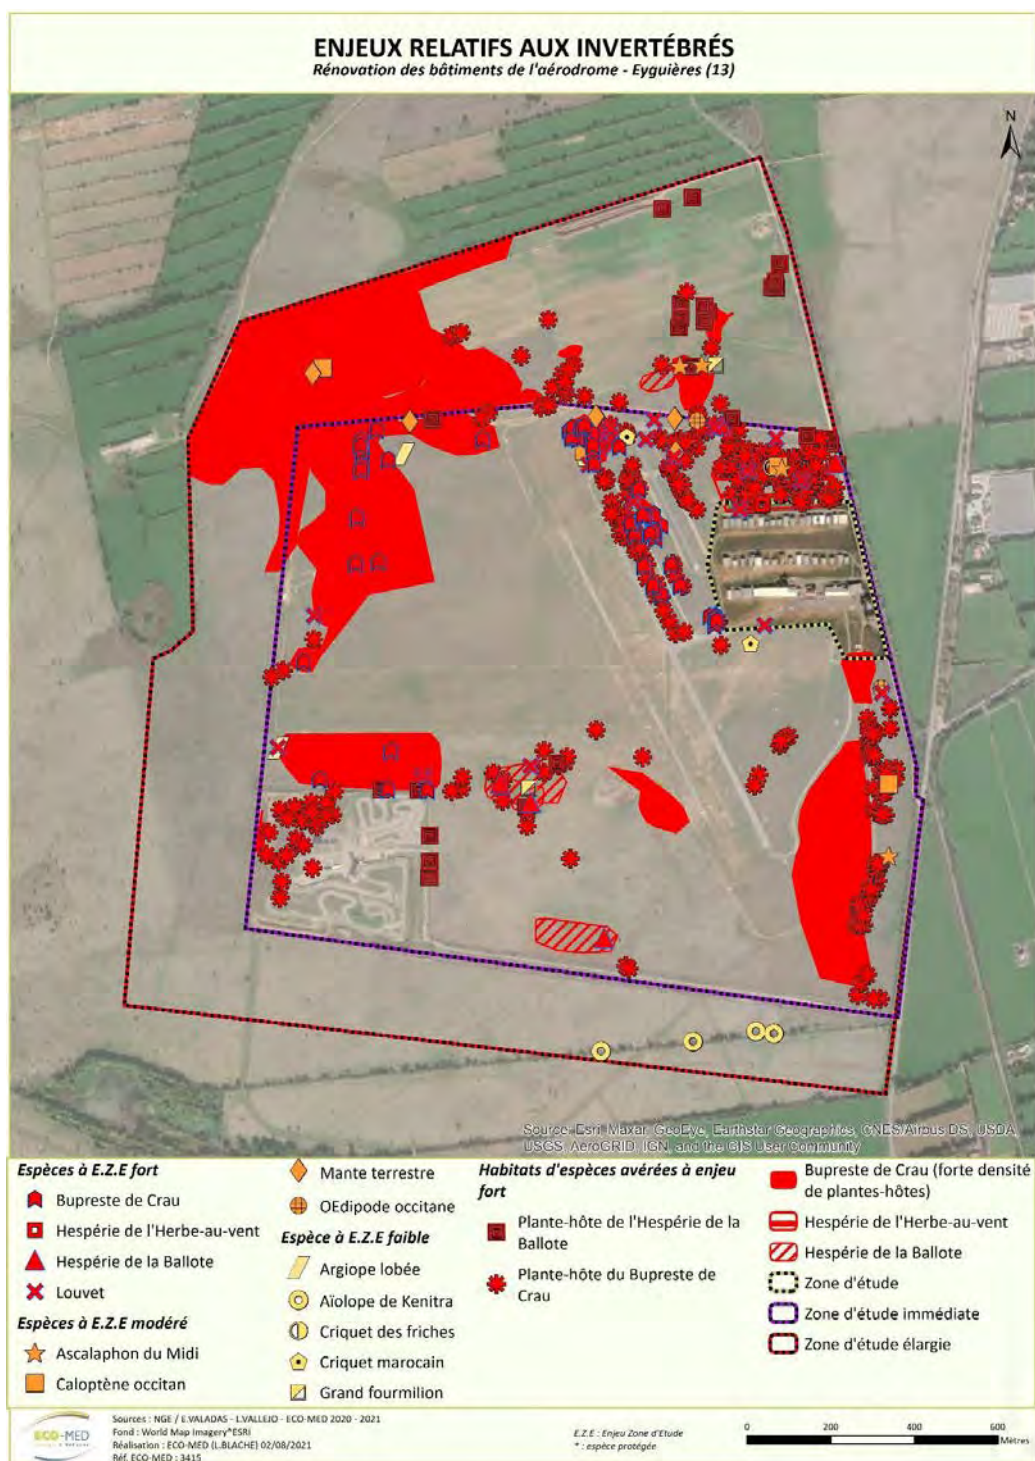 ENJEUX RELATIFS AUX INVERTÉBRÉS
Rénovation des bâtiments de l'aérodrome - Eyguières (13)
N
Source: Esri, Maxar, GeoEye, Earthstar Geographics, CNES/Airbus DS, USDA,
USGS, AeroGRID, IGN, and the GIS User Community
Espèces à E.Z.E fort
Bupreste de Crau
Hespérie de l'Herbe-au-vent
Hespérie de la Ballote
Louvet
Espèces à E.Z.E modéré
Ascalaphon du Midi
Caloptène occitan
Mante terrestre
OEdipode occitane
Espèce à E.Z.E faible
Argiope lobée
Aïolope de Kenitra
Criquet des friches
Criquet marocain
Grand fourmilion
Habitats d'espèces avérées à enjeu
fort
Plante-hôte de l'Hespérie de la
Ballote
Plante-hôte du Bupreste de
Crau
Bupreste de Crau (forte densité
de plantes-hôtes)
Hespérie de l'Herbe-au-vent
Hespérie de la Ballote
Zone d'étude
Zone d'étude immédiate
Zone d'étude élargie
ECO-MED
Sources : NGE / E.VALADAS - L.VALLEJO - ECO-MED 2020 - 2021
Fond : World Map Imagery*ESRI
Réalisation : ECO-MED (L.BLACHE) 02/08/2021
Réf. ECO-MED : 3415
E.Z.E : Enjeu Zone d'Etude
* : espèce protégée
0 200 400 600
Mètres